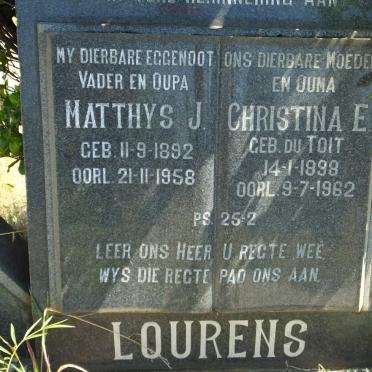 HERINNERING AAN
MY DIERBARE EGGENOOT
VADER EN OUPA
MATTHYS J.
GEB. 11-9-1892
OORL. 21-11-1958
ONS DIERBARE MOEDER
EN OUMA
CHRISTINA E.
GEB. DU TOIT
14-1-1898
OORL. 9-7-1962
PS. 25-2
LEER ONS HEER U REGTE WEË,
WYS DIE REGTE PAD ONS AAN.
LOURENS